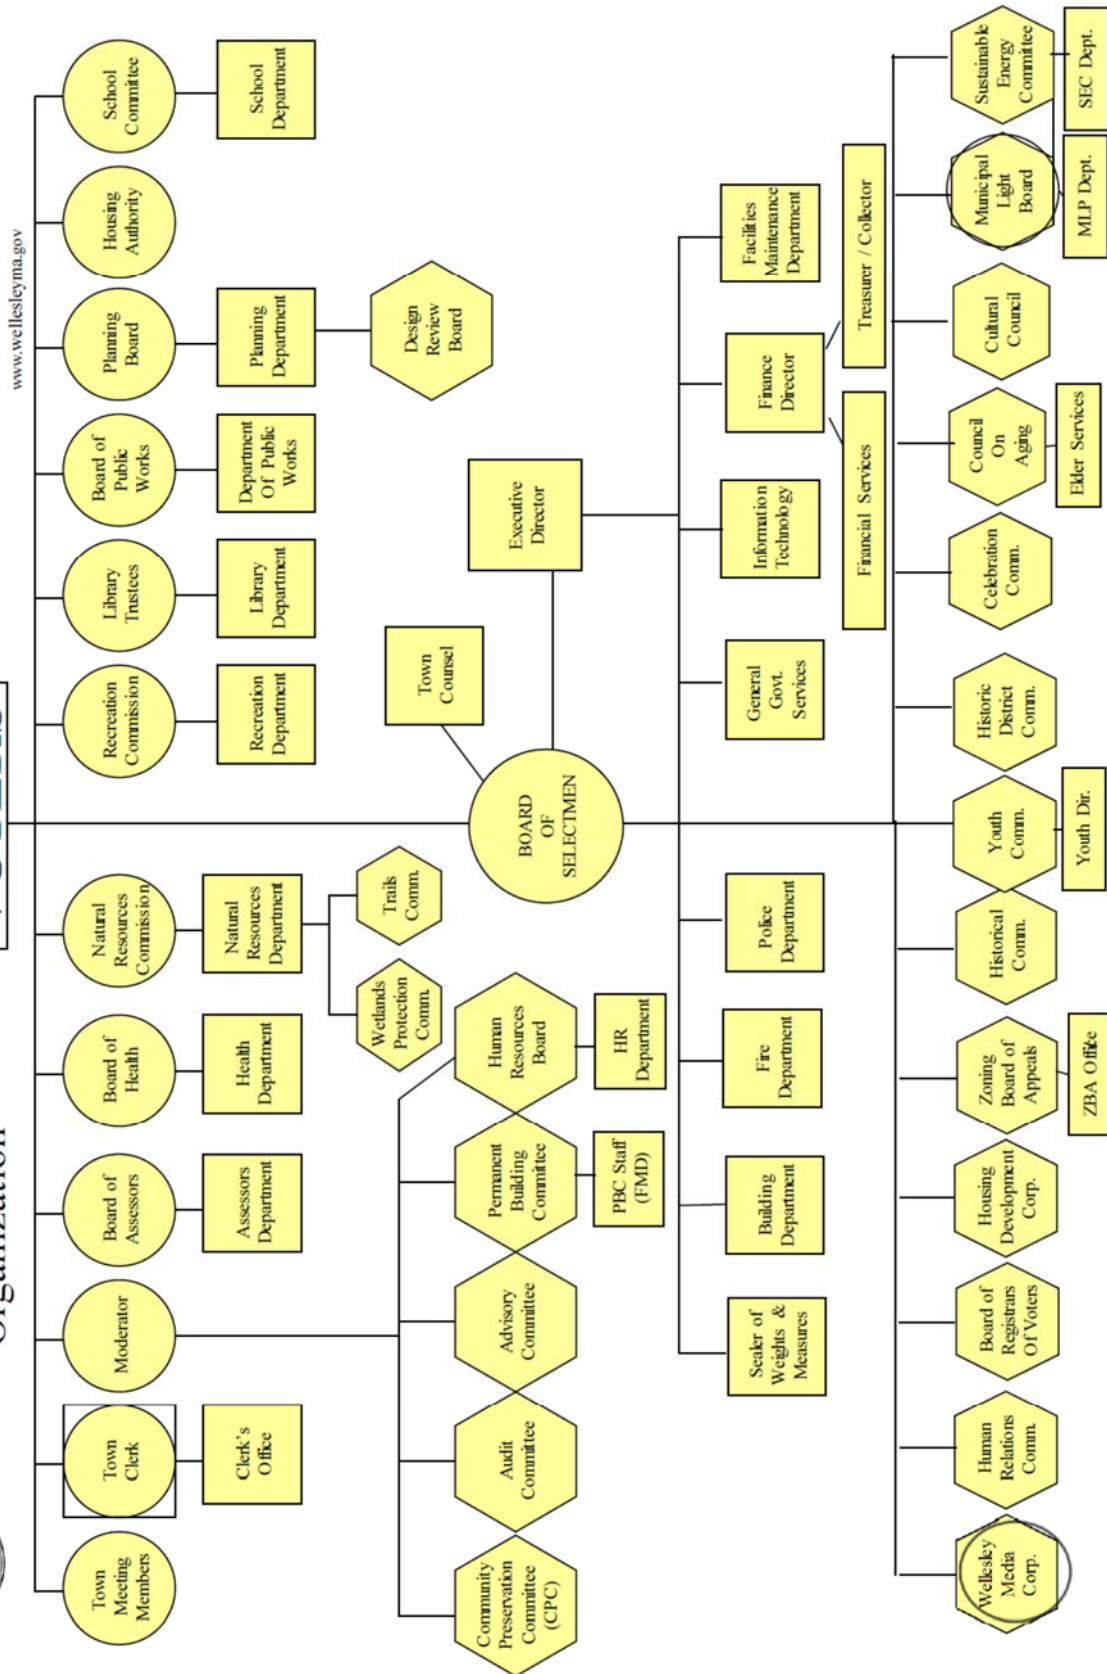 www.wellesleyma.gov
Town
Meeting
Members
Town
Clerk
Moderator
Board of
Assessors
Board of
Health
Natural
Resources
Commission
Recreation
Commission
Library
Trustees
Board of
Public
Works
Planning
Board
Housing
Authority
School
Committee
Clerk's
Office
Assessors
Department
Health
Department
Natural
Resources
Department
Recreation
Department
Library
Department
Department
Of Public
Works
Planning
Department
School
Department
Wetlands
Protection
Comm.
Trails
Comm.
Design
Review
Board
Town
Counsel
Community
Preservation
Committee
(CPC)
Audit
Committee
Advisory
Committee
Permanent
Building
Committee
Human
Resources
Board
BOARD
OF
SELECTMEN
Executive
Director
PBC Staff
(FMD)
HR
Department
Sealer of
Weights &
Measures
Building
Department
Fire
Department
Police
Department
General
Govt.
Services
Information
Technology
Finance
Director
Facilities
Maintenance
Department
Financial Services
Treasurer / Collector
Wellesley
Media
Corp.
Human
Relations
Comm.
Board of
Registrars
Of Voters
Housing
Development
Corp.
Zoning
Board of
Appeals
Historical
Comm.
Youth
Comm.
Historic
District
Comm.
Celebration
Comm.
Council
On
Aging
Cultural
Council
Municipal
Light
Board
Sustainable
Energy
Committee
ZBA Office
Youth Dir.
Elder Services
MLP Dept.
SEC Dept.